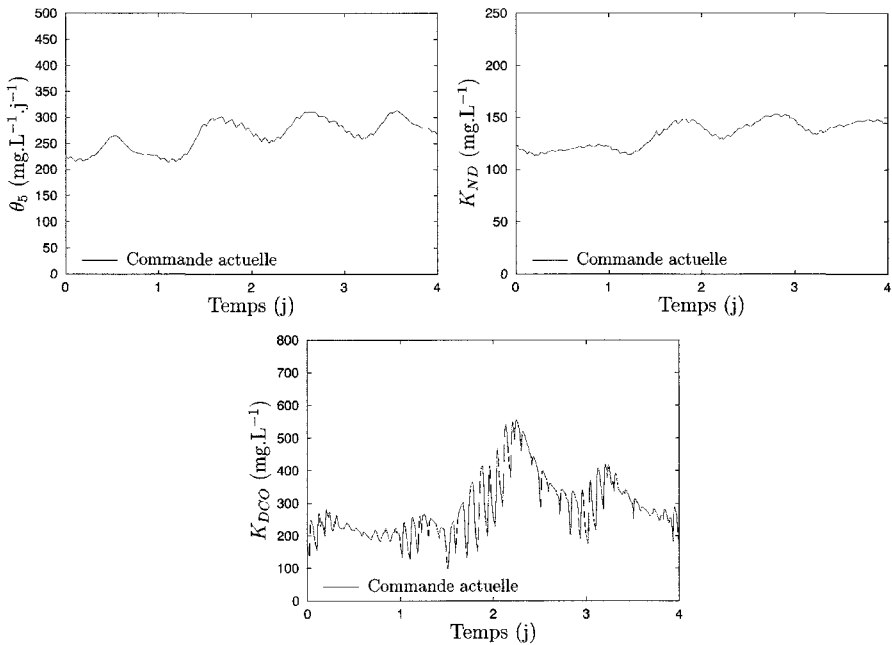 500
450
400
350
300
250
200
150
100
50
0
θ₅ (mg.L⁻¹.j⁻¹)
Commande actuelle
0 1 2 3 4
Temps (j)
250
200
150
100
50
0
K_ND (mg.L⁻¹)
Commande actuelle
0 1 2 3 4
Temps (j)
800
700
600
500
400
300
200
100
0
K_DCO (mg.L⁻¹)
Commande actuelle
0 1 2 3 4
Temps (j)